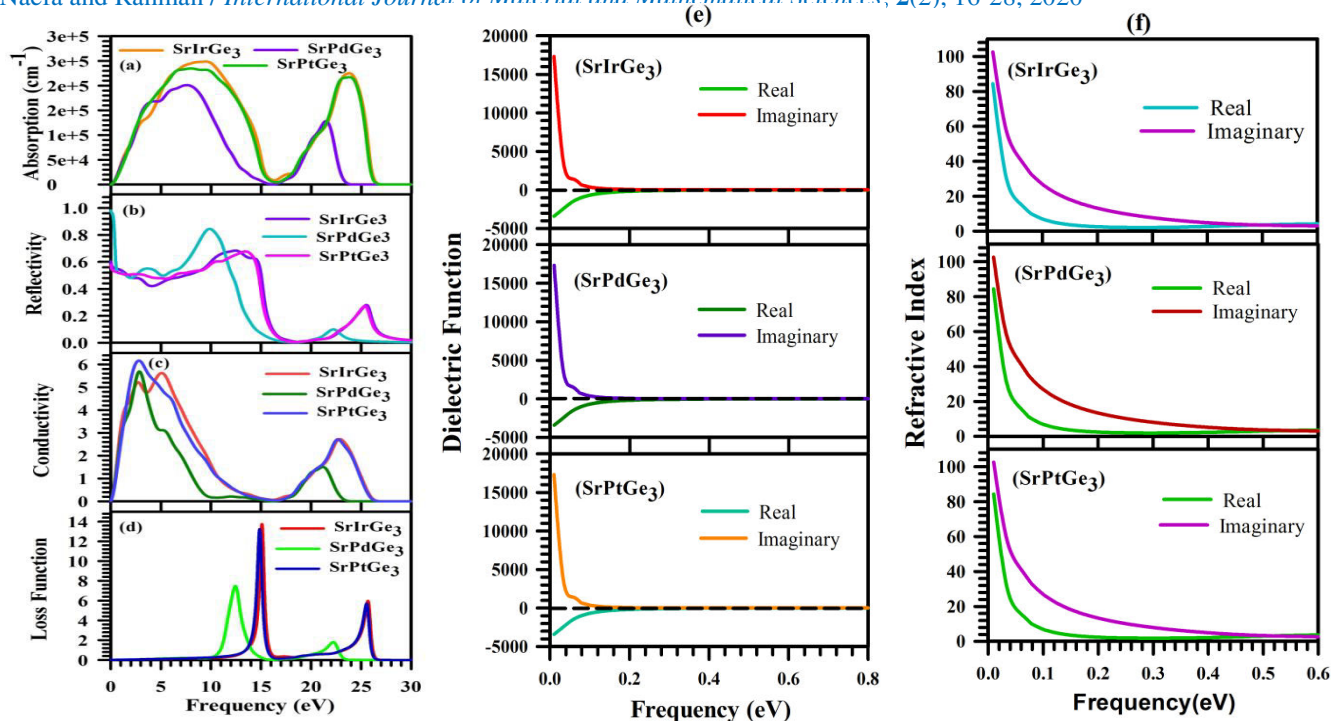 Naera and Rahman / International Journal of Material and Mathematical Sciences, 2(2), 16-28, 2020
(a)
SrIrGe3
SrPdGe3
SrPtGe3
Absorption (cm-1)
3e+5
3e+5
2e+5
2e+5
1e+5
1e+5
5e+4
0
(b)
SrIrGe3
SrPdGe3
SrPtGe3
Reflectivity
1.0
0.8
0.6
0.4
0.2
0.0
(c)
SrIrGe3
SrPdGe3
SrPtGe3
Conductivity
6
5
4
3
2
1
0
(d)
SrIrGe3
SrPdGe3
SrPtGe3
Loss Function
14
12
10
8
6
4
2
0
0 5 10 15 20 25 30
Frequency (eV)
(e)
Dielectric Function
20000
15000
10000
5000
0
-5000
(SrIrGe3)
Real
Imaginary
20000
15000
10000
5000
0
-5000
(SrPdGe3)
Real
Imaginary
20000
15000
10000
5000
0
-5000
(SrPtGe3)
Real
Imaginary
0.0 0.2 0.4 0.6 0.8
Frequency (eV)
(f)
Refractive Index
100
80
60
40
20
0
(SrIrGe3)
Real
Imaginary
100
80
60
40
20
0
(SrPdGe3)
Real
Imaginary
100
80
60
40
20
0
(SrPtGe3)
Real
Imaginary
0.0 0.1 0.2 0.3 0.4 0.5 0.6
Frequency(eV)